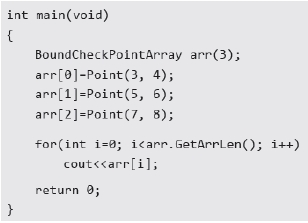 int main(void)
{
    BoundCheckPointArray arr(3);
    arr[0]=Point(3, 4);
    arr[1]=Point(5, 6);
    arr[2]=Point(7, 8);
    for(int i=0; i<arr.GetArrLen(); i++)
        cout<<arr[i];
    return 0;
}